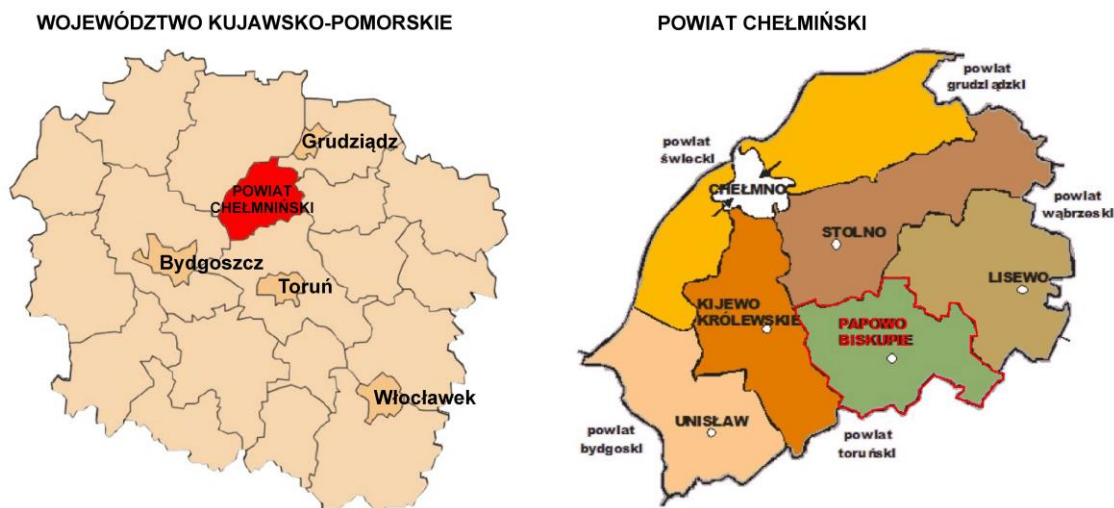 WOJEWÓDZTWO KUJAWSKO-POMORSKIE
Grudziądz
POWIAT
CHEŁMNIŃSKI
Bydgoszcz
Toruń
Włocławek
POWIAT CHEŁMIŃSKI
powiat
grudziądzki
powiat
świecki
CHEŁMNO
powiat
wąbrzeski
STOLNO
LISEWO
KIJEWO
KRÓLEWSKIE
PAPOWO
BISKUPIE
UNISŁAW
powiat
bydgoski
powiat
toruński